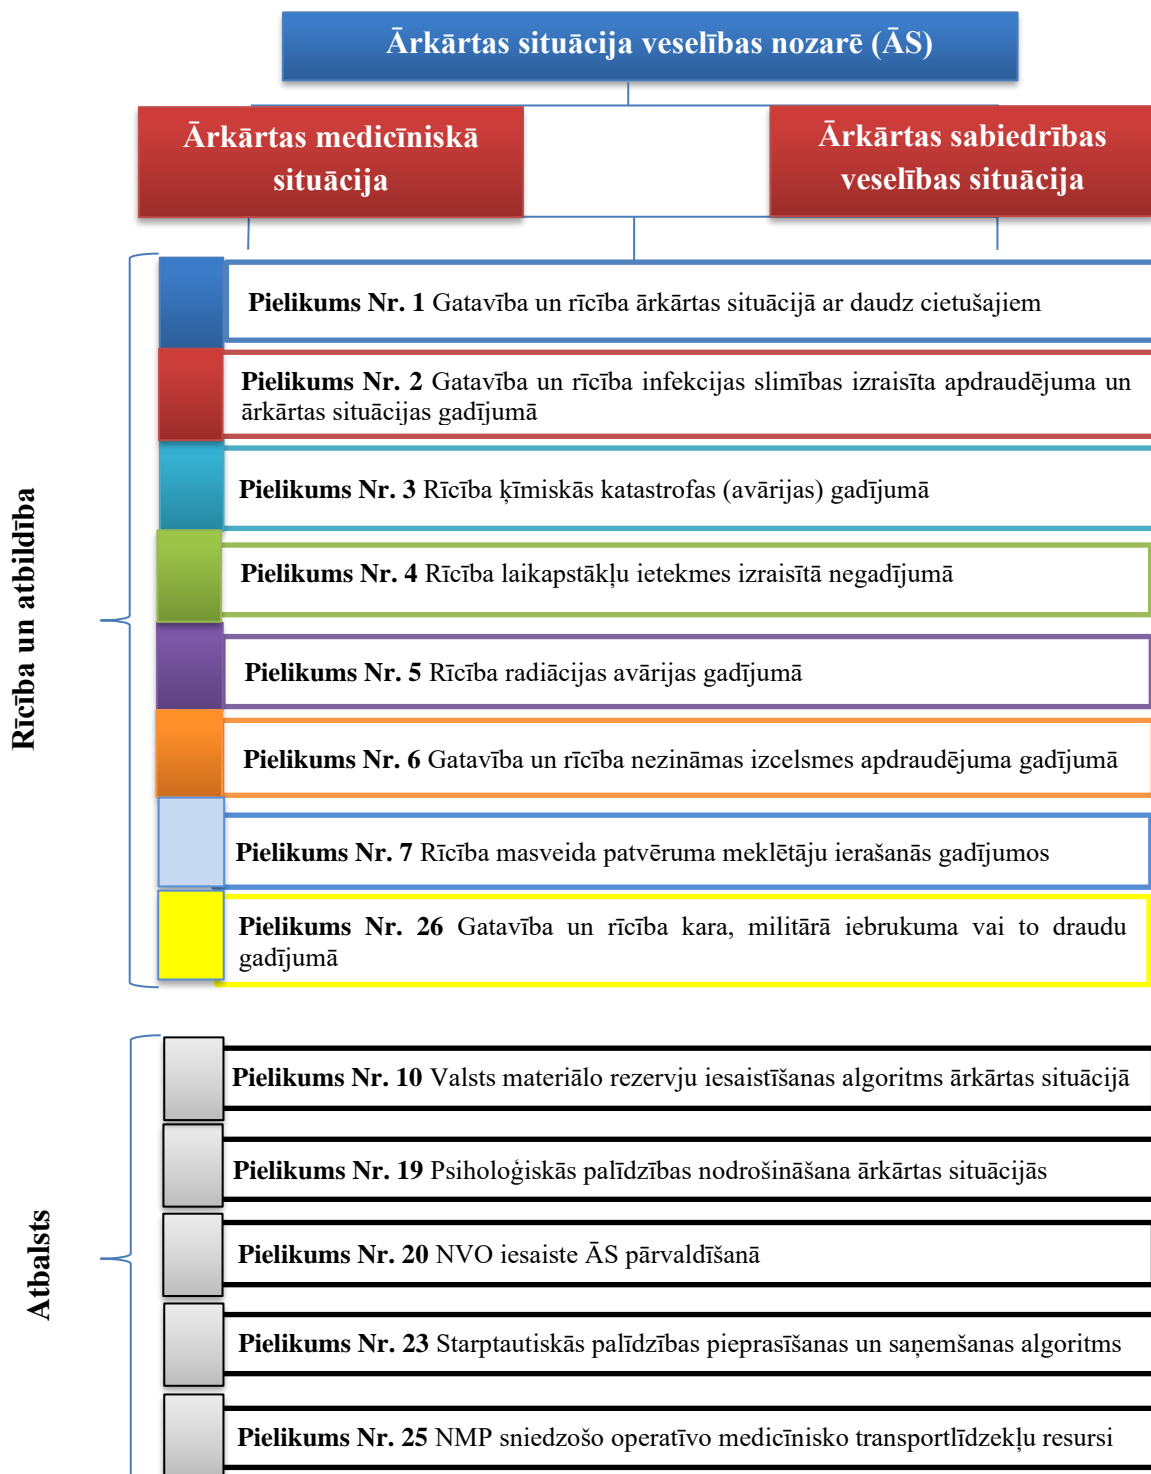 Ārkārtas situācija veselības nozarē (ĀS)
Ārkārtas medicīniskā
situācija
Ārkārtas sabiedrības
veselības situācija
Rīcība un atbildība
Pielikums Nr. 1 Gatavība un rīcība ārkārtas situācijā ar daudz cietušajiem
Pielikums Nr. 2 Gatavība un rīcība infekcijas slimības izraisīta apdraudējuma un
ārkārtas situācijas gadījumā
Pielikums Nr. 3 Rīcība ķīmiskās katastrofas (avārijas) gadījumā
Pielikums Nr. 4 Rīcība laikapstākļu ietekmes izraisītā negadījumā
Pielikums Nr. 5 Rīcība radiācijas avārijas gadījumā
Pielikums Nr. 6 Gatavība un rīcība nezināmas izcelsmes apdraudējuma gadījumā
Pielikums Nr. 7 Rīcība masveida patvēruma meklētāju ierašanās gadījumos
Pielikums Nr. 26 Gatavība un rīcība kara, militārā iebrukuma vai to draudu
gadījumā
Atbalsts
Pielikums Nr. 10 Valsts materiālo rezervju iesaistīšanas algoritms ārkārtas situācijā
Pielikums Nr. 19 Psiholoģiskās palīdzības nodrošināšana ārkārtas situācijās
Pielikums Nr. 20 NVO iesaiste ĀS pārvaldīšanā
Pielikums Nr. 23 Starptautiskās palīdzības pieprasīšanas un saņemšanas algoritms
Pielikums Nr. 25 NMP sniedzošo operatīvo medicīnisko transportlīdzekļu resursi